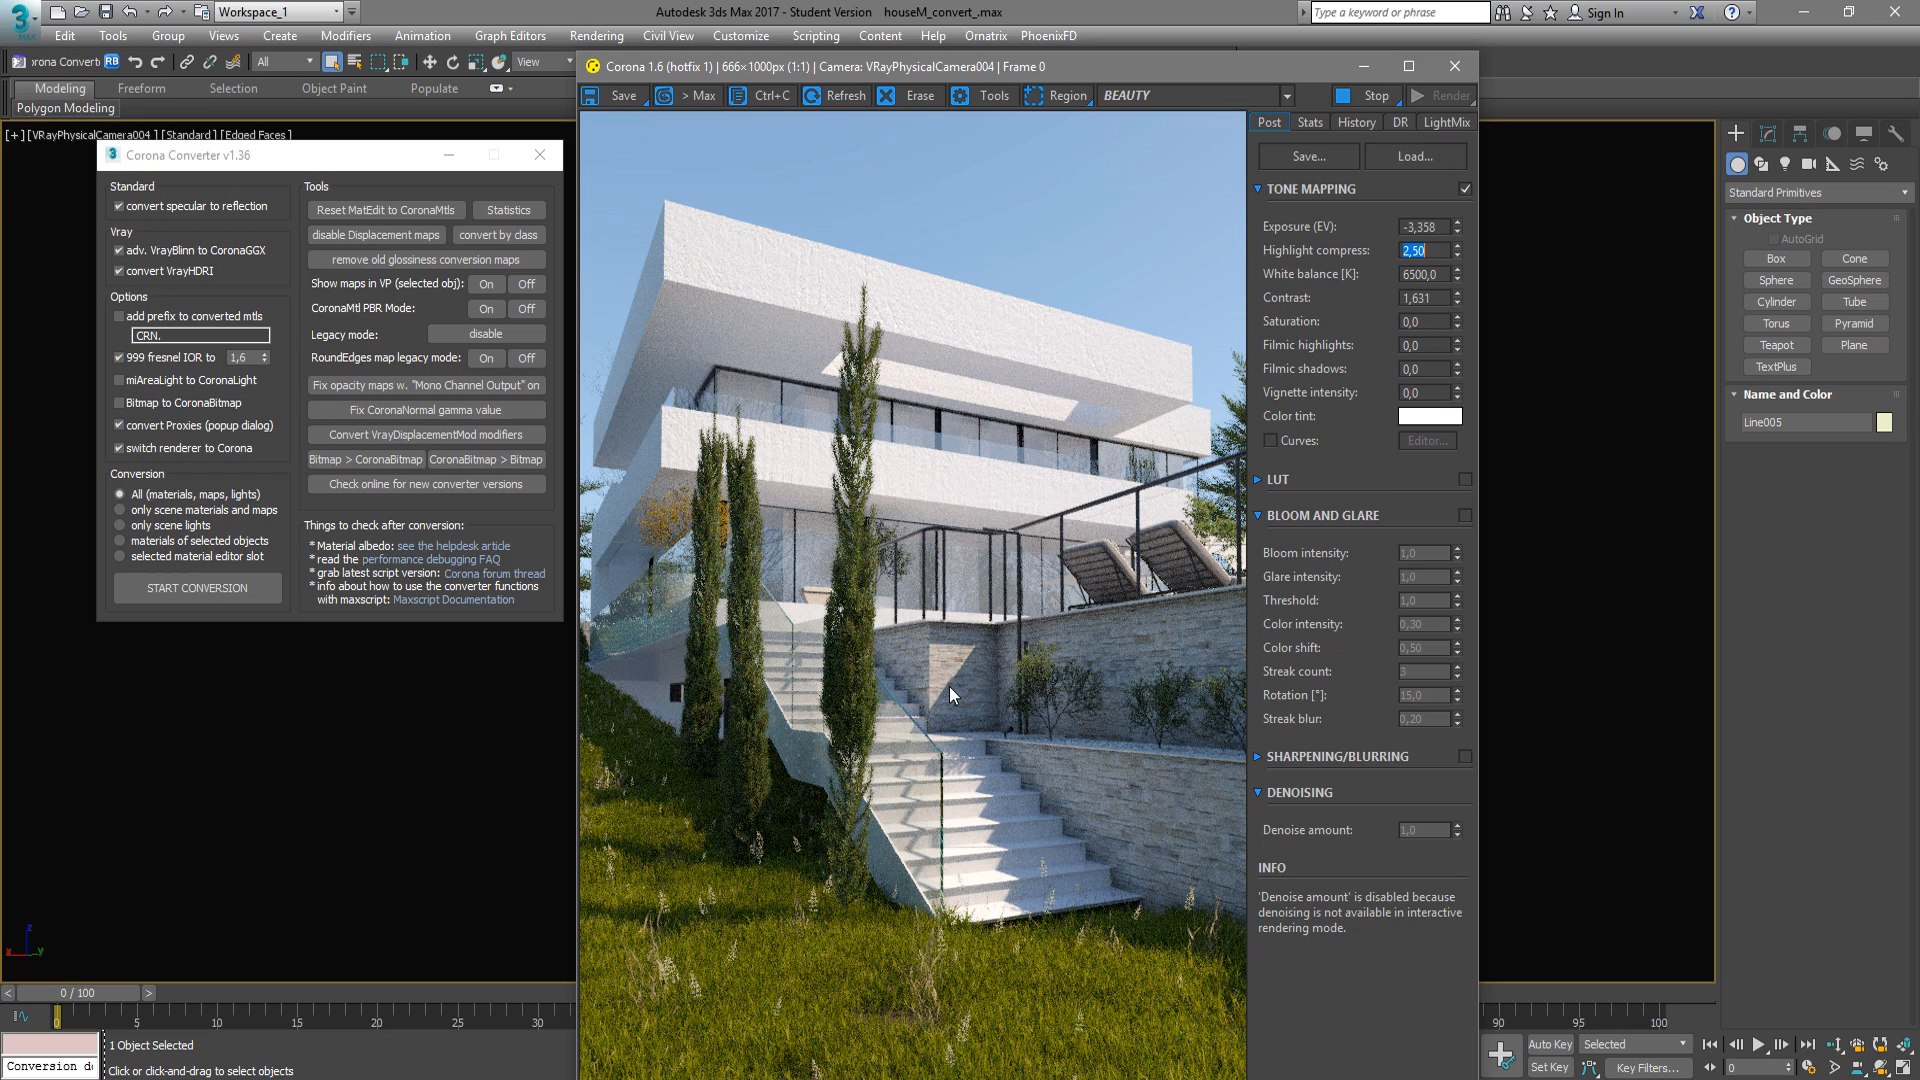 Workspace_1
Autodesk 3ds Max 2017 - Student Version houseM_convert_.max
Type a keyword or phrase
Sign In
Edit Tools Group Views Create Modifiers Animation Graph Editors Rendering Civil View Customize Scripting Content Help Ornatrix PhoenixFD
orona Converto RB All View
Modeling Freeform Selection Object Paint Populate
Polygon Modeling
[+] [VRayPhysicalCamera004 ] [Standard ] [Edged Faces ]
Corona Converter v1.36
Standard
convert specular to reflection
Vray
adv. VrayBlinn to CoronaGGX
convert VrayHDRI
Options
add prefix to converted mtls
CRN.
999 fresnel IOR to 1,6
miAreaLight to CoronaLight
Bitmap to CoronaBitmap
convert Proxies (popup dialog)
switch renderer to Corona
Conversion
All (materials, maps, lights)
only scene materials and maps
only scene lights
materials of selected objects
selected material editor slot
START CONVERSION
Tools
Reset MatEdit to CoronaMtls Statistics
disable Displacement maps convert by class
remove old glossiness conversion maps
Show maps in VP (selected obj): On Off
CoronaMtl PBR Mode: On Off
Legacy mode: disable
RoundEdges map legacy mode: On Off
Fix opacity maps w. "Mono Channel Output" on
Fix CoronaNormal gamma value
Convert VrayDisplacementMod modifiers
Bitmap > CoronaBitmap CoronaBitmap > Bitmap
Check online for new converter versions
Things to check after conversion:
* Material albedo: see the helpdesk article
* read the performance debugging FAQ
* grab latest script version: Corona forum thread
* info about how to use the converter functions
with maxscript: Maxscript Documentation
Corona 1.6 (hotfix 1) | 666×1000px (1:1) | Camera: VRayPhysicalCamera004 | Frame 0
Save > Max Ctrl+C Refresh Erase Tools Region BEAUTY Stop Render
Post Stats History DR LightMix
Save... Load...
TONE MAPPING
Exposure (EV): -3,358
Highlight compress: 2,50
White balance [K]: 6500,0
Contrast: 1,631
Saturation: 0,0
Filmic highlights: 0,0
Filmic shadows: 0,0
Vignette intensity: 0,0
Color tint:
Curves: Editor...
LUT
BLOOM AND GLARE
Bloom intensity: 1,0
Glare intensity: 1,0
Threshold: 1,0
Color intensity: 0,30
Color shift: 0,50
Streak count: 3
Rotation [°]: 15,0
Streak blur: 0,20
SHARPENING/BLURRING
DENOISING
Denoise amount: 1,0
INFO
'Denoise amount' is disabled because
denoising is not available in interactive
rendering mode.
Standard Primitives
Object Type
AutoGrid
Box Cone
Sphere GeoSphere
Cylinder Tube
Torus Pyramid
Teapot Plane
TextPlus
Name and Color
Line005
z
x y
< 0 / 100 >
0 5 10 15 20 25 30 90 95 100
1 Object Selected
Conversion do
Click or click-and-drag to select objects
Auto Key Selected
Set Key Key Filters...
0